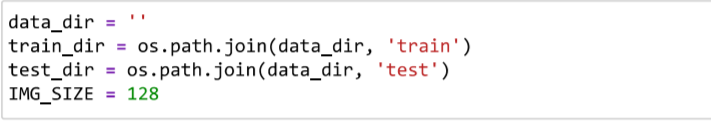 data_dir = ''
train_dir = os.path.join(data_dir, 'train')
test_dir = os.path.join(data_dir, 'test')
IMG_SIZE = 128